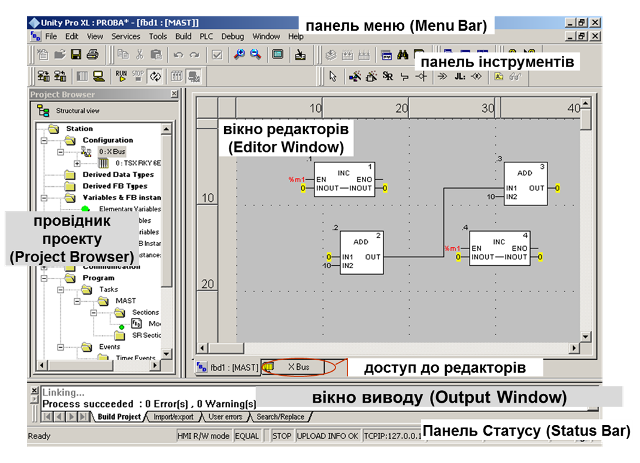 Unity Pro XL : PROBA* - [fbd1 : [MAST]]
панель меню (Menu Bar)
File Edit View Services Tools Build PLC Debug Window Help
панель інструментів
Project Browser
Structural view
Station
Configuration
0 : X Bus
0 : TSX RKY 6E
Derived Data Types
Derived FB Types
Variables & FB instan
Elementary Variables
провідник
проекту
(Project Browser)
Communication
Program
Tasks
MAST
Sections
SR Sectio
Events
Timer Events
10 20 30 40
вікно редакторів
(Editor Window)
.1 1
INC
%m1 EN ENO
0 INOUT INOUT 0
.3 3
ADD
IN1 OUT 0
10 IN2
10
.2 2
ADD
0 IN1 OUT
10 IN2
.4 4
INC
%m1 EN ENO
0 INOUT INOUT 0
20
fbd1 : [MAST] X Bus
доступ до редакторів
Linking...
Process succeeded : 0 Error(s) , 0 Warning(s)
вікно виводу (Output Window)
Build Project Import/export User errors Search/Replace
Панель Статусу (Status Bar)
Ready HMI R/W mode EQUAL STOP UPLOAD INFO OK TCPIP:127.0.0.1